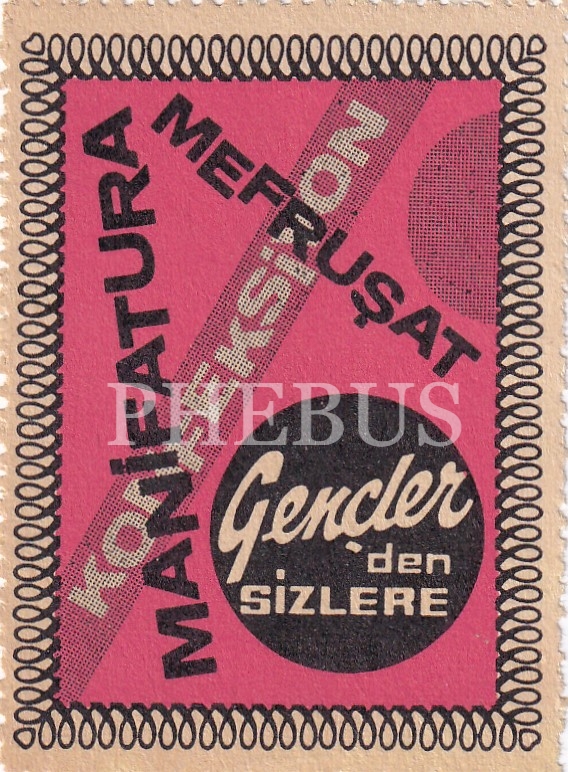 MANİFATURA
MEFRUŞAT
KONFEKSİYON
PHEBUS
Gençler
'den
SİZLERE